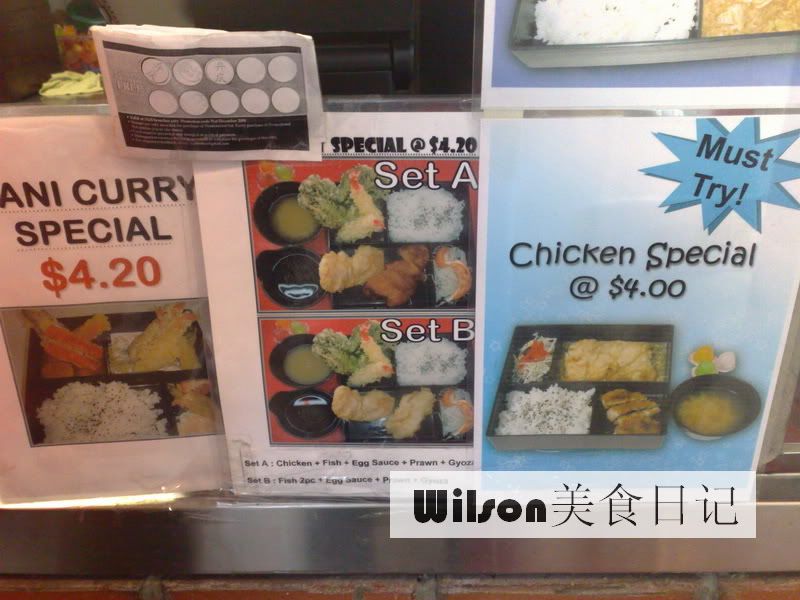 ANI CURRY
SPECIAL
$4.20
SPECIAL @ $4.20
Set A
Set B
Set A : Chicken + Fish + Egg Sauce + Prawn + Gyoza
Set B : Fish 2pc + Egg Sauce + Prawn + Gyoza
Must
Try!
Chicken Special
@ $4.00
Wilson美食日记